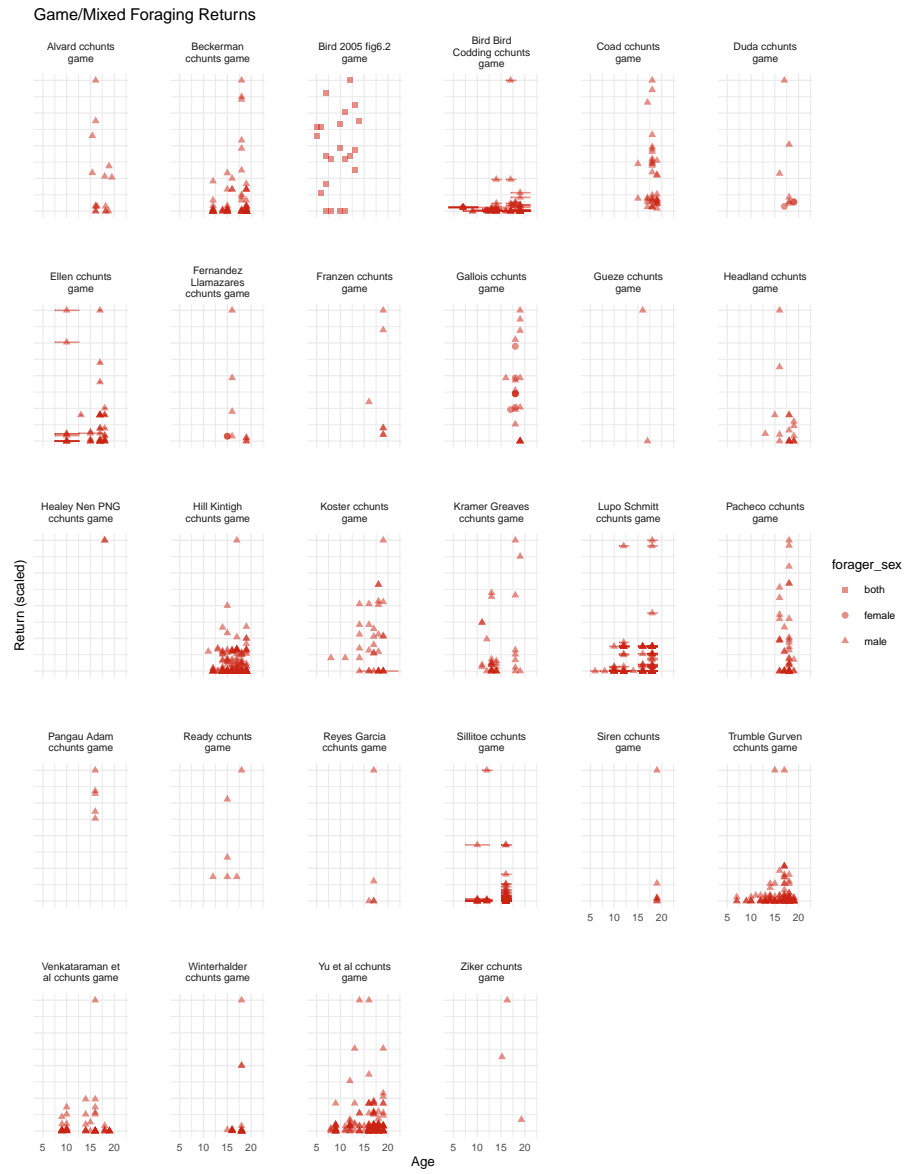 Game/Mixed Foraging Returns
Alvard cchunts
game
Beckerman
cchunts game
Bird 2005 fig6.2
game
Bird Bird
Codding cchunts
game
Coad cchunts
game
Duda cchunts
game
Ellen cchunts
game
Fernandez
Llamazares
cchunts game
Franzen cchunts
game
Gallois cchunts
game
Gueze cchunts
game
Headland cchunts
game
Healey Nen PNG
cchunts game
Hill Kintigh
cchunts game
Koster cchunts
game
Kramer Greaves
cchunts game
Lupo Schmitt
cchunts game
Pacheco cchunts
game
Return (scaled)
forager_sex
both
female
male
Pangau Adam
cchunts game
Ready cchunts
game
Reyes Garcia
cchunts game
Sillitoe cchunts
game
Siren cchunts
game
Trumble Gurven
cchunts game
5 10 15 20
5 10 15 20
Venkataraman et
al cchunts game
Winterhalder
cchunts game
Yu et al cchunts
game
Ziker cchunts
game
5 10 15 20
5 10 15 20
5 10 15 20
5 10 15 20
Age